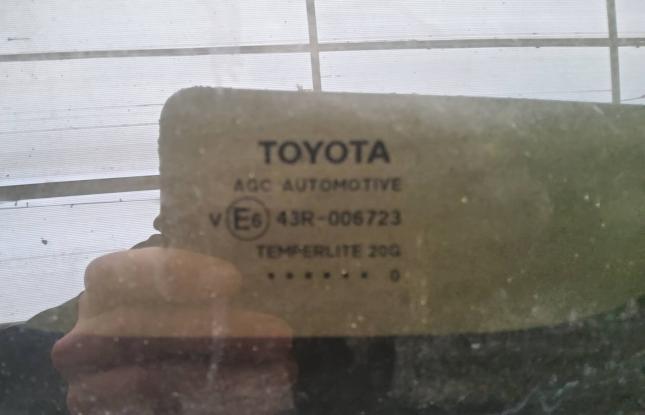 TOYOTA
AGC AUTOMOTIVE
V E6 43R-006723
TEMPERLITE 20G
...... 0